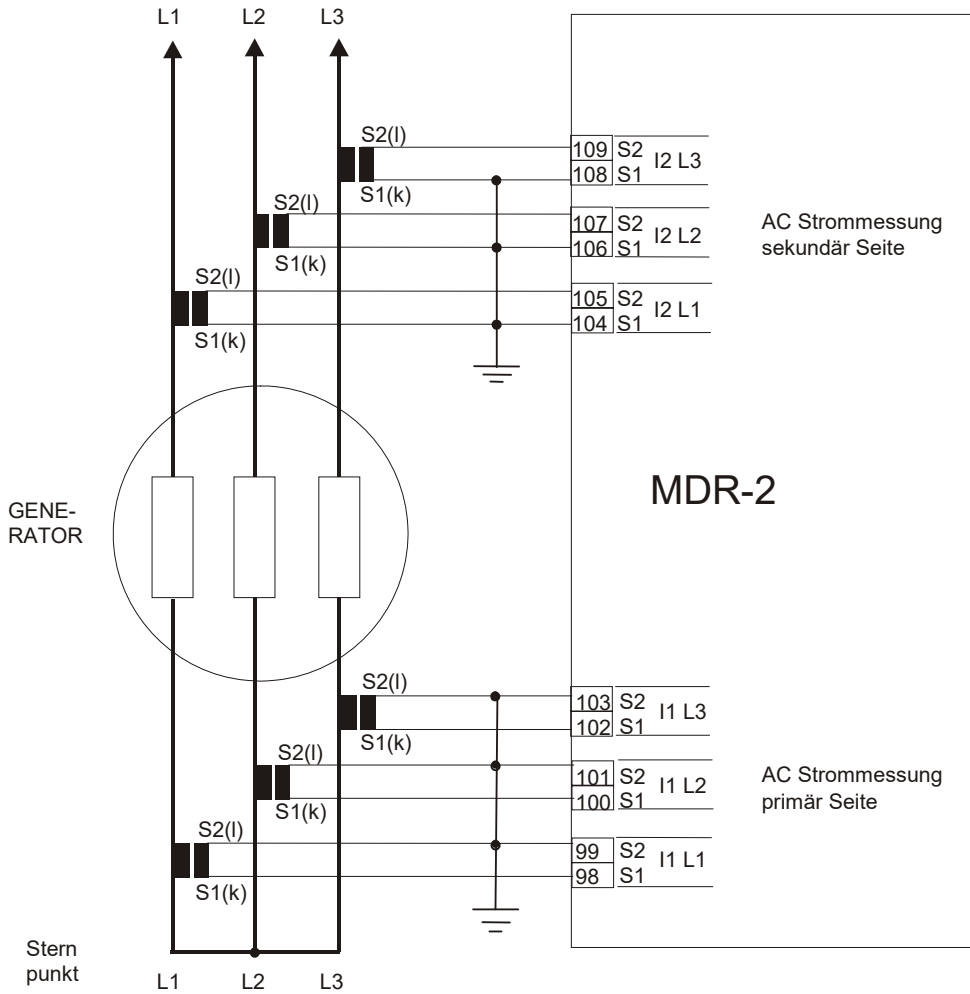 L1 L2 L3
S2(l)
S1(k)
109 S2
108 S1
I2 L3
S2(l)
S1(k)
107 S2
106 S1
I2 L2
AC Strommessung
sekundär Seite
S2(l)
S1(k)
105 S2
104 S1
I2 L1
MDR-2
GENE-
RATOR
S2(l)
S1(k)
103 S2
102 S1
I1 L3
S2(l)
S1(k)
101 S2
100 S1
I1 L2
AC Strommessung
primär Seite
S2(l)
S1(k)
99 S2
98 S1
I1 L1
Stern
punkt
L1 L2 L3